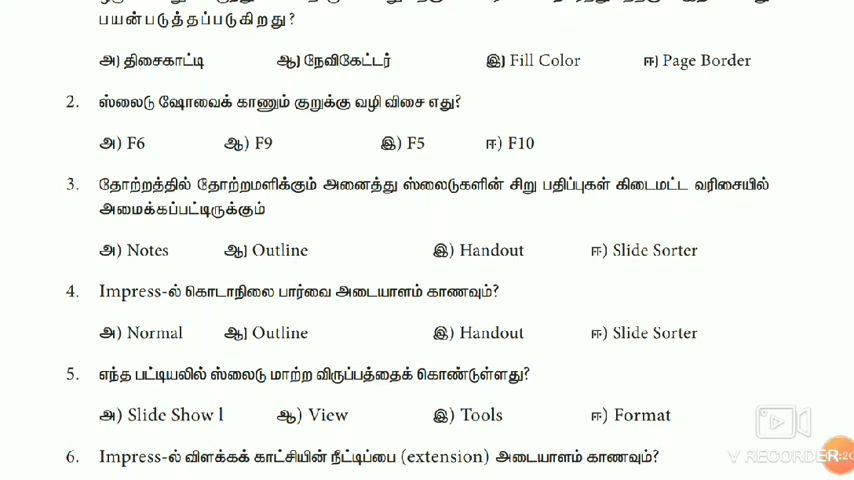 பயன்படுத்தப்படுகிறது?
அ) திசைகாட்டி ஆ) நேவிகேட்டர் இ) Fill Color ஈ) Page Border
2. ஸ்லைடு ஷோவைக் காணும் குறுக்கு வழி விசை எது?
அ) F6 ஆ) F9 இ) F5 ஈ) F10
3. தோற்றத்தில் தோற்றமளிக்கும் அனைத்து ஸ்லைடுகளின் சிறு பதிப்புகள் கிடைமட்ட வரிசையில்
அமைக்கப்பட்டிருக்கும்
அ) Notes ஆ) Outline இ) Handout ஈ) Slide Sorter
4. Impress-ல் கொடாநிலை பார்வை அடையாளம் காணவும்?
அ) Normal ஆ) Outline இ) Handout ஈ) Slide Sorter
5. எந்த பட்டியலில் ஸ்லைடு மாற்ற விருப்பத்தைக் கொண்டுள்ளது?
அ) Slide Show l ஆ) View இ) Tools ஈ) Format
6. Impress-ல் விளக்கக் காட்சியின் நீட்டிப்பை (extension) அடையாளம் காணவும்?
V RECORDER